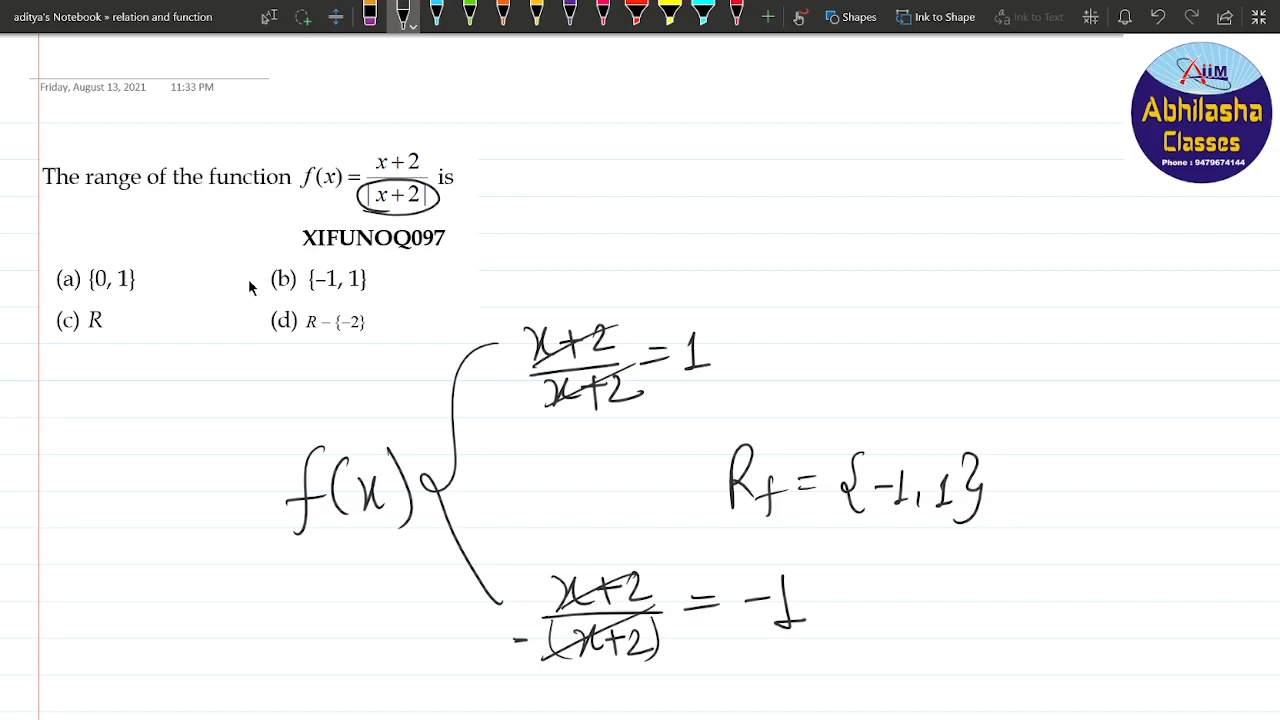 aditya's Notebook » relation and function
Shapes
Ink to Shape
Ink to Text
Friday, August 13, 2021 11:33 PM
AiiM
Abhilasha
Classes
Phone : 9479674144
The range of the function f(x) = x+2 / |x+2| is
XIFUNOQ097
(a) {0, 1} (b) {–1, 1}
(c) R (d) R – {–2}
x+2 / x+2 = 1
f(x)
R_f = {-1, 1}
x+2 / -(x+2) = -1